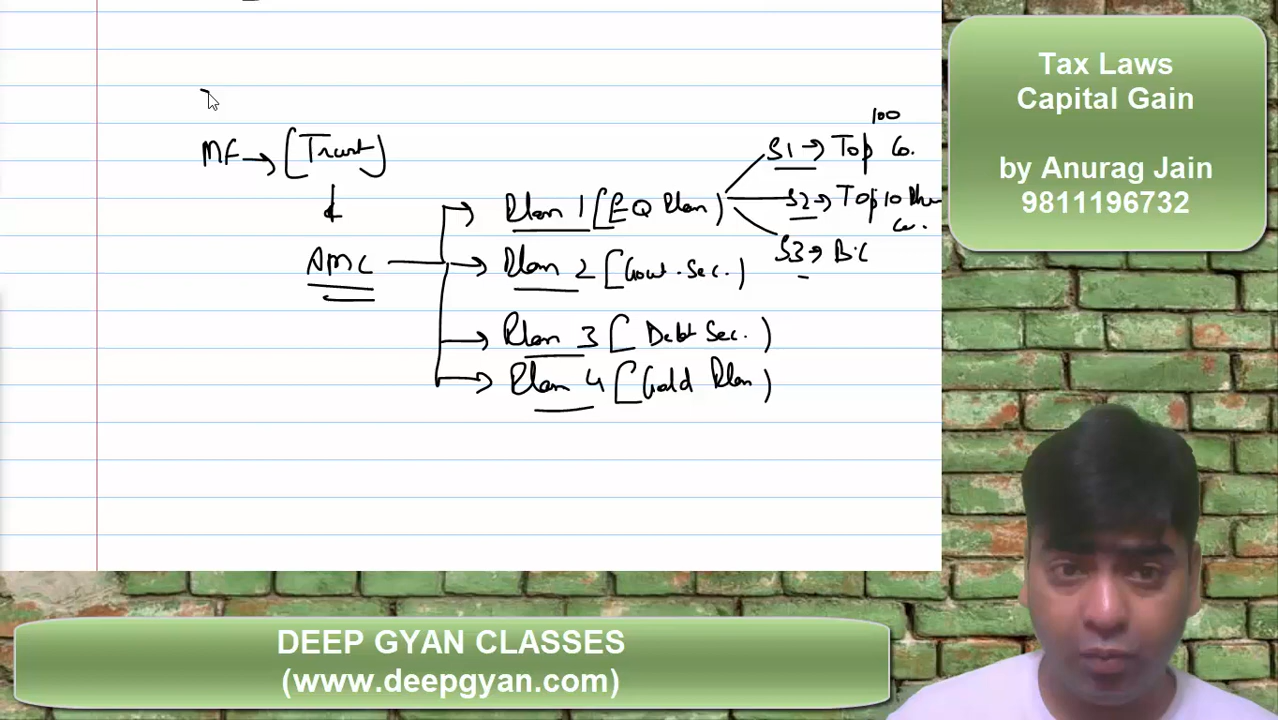 100
MF → [Trust]
S1 → Top Co.
Plan 1 [EQ Plan)
S2 → Top 10
Co.
AMC
Plan 2 [Govt. Sec.)
S3 → B.C
Plan 3 [Debt Sec.)
Plan 4 [Gold Plan)
Tax Laws
Capital Gain
by Anurag Jain
9811196732
DEEP GYAN CLASSES
(www.deepgyan.com)